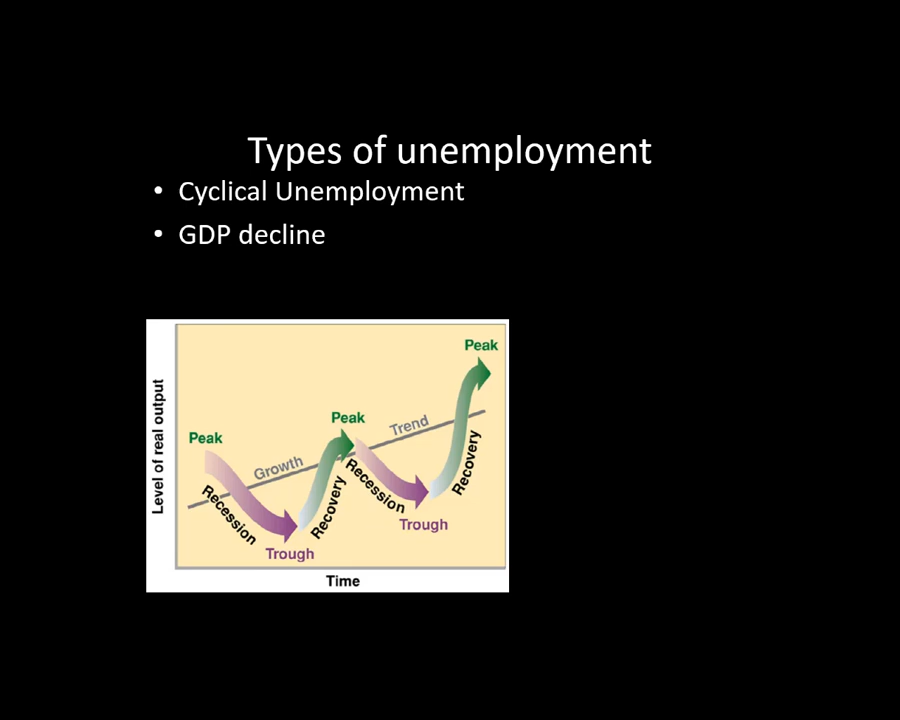 Types of unemployment
• Cyclical Unemployment
• GDP decline
Peak
Peak
Peak
Level of real output
Growth
Trend
Recession
Recovery
Recession
Recovery
Trough
Trough
Time